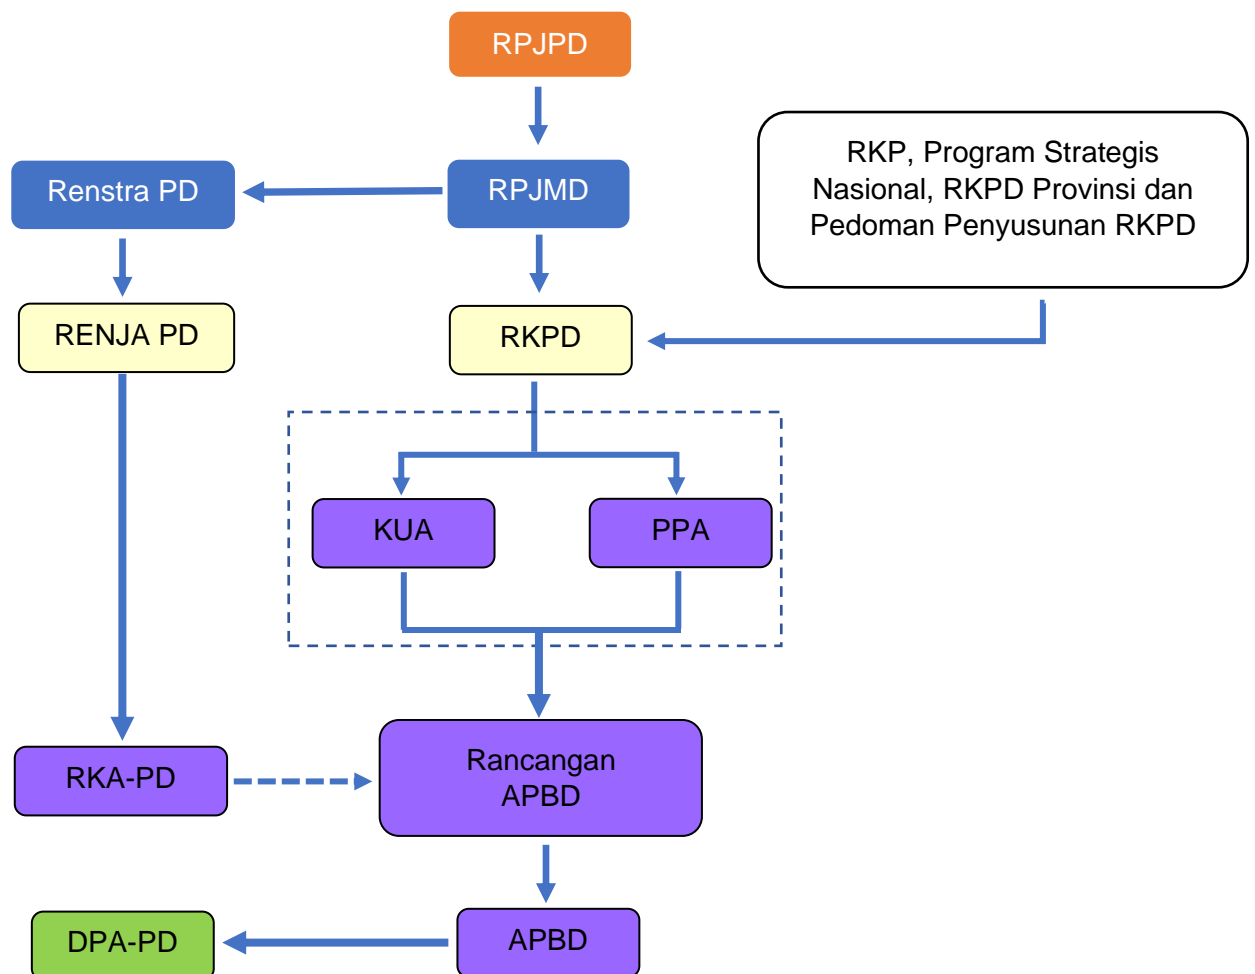 RPJPD
RKP, Program Strategis
Nasional, RKPD Provinsi dan
Pedoman Penyusunan RKPD
Renstra PD
RPJMD
RENJA PD
RKPD
KUA
PPA
RKA-PD
Rancangan
APBD
DPA-PD
APBD